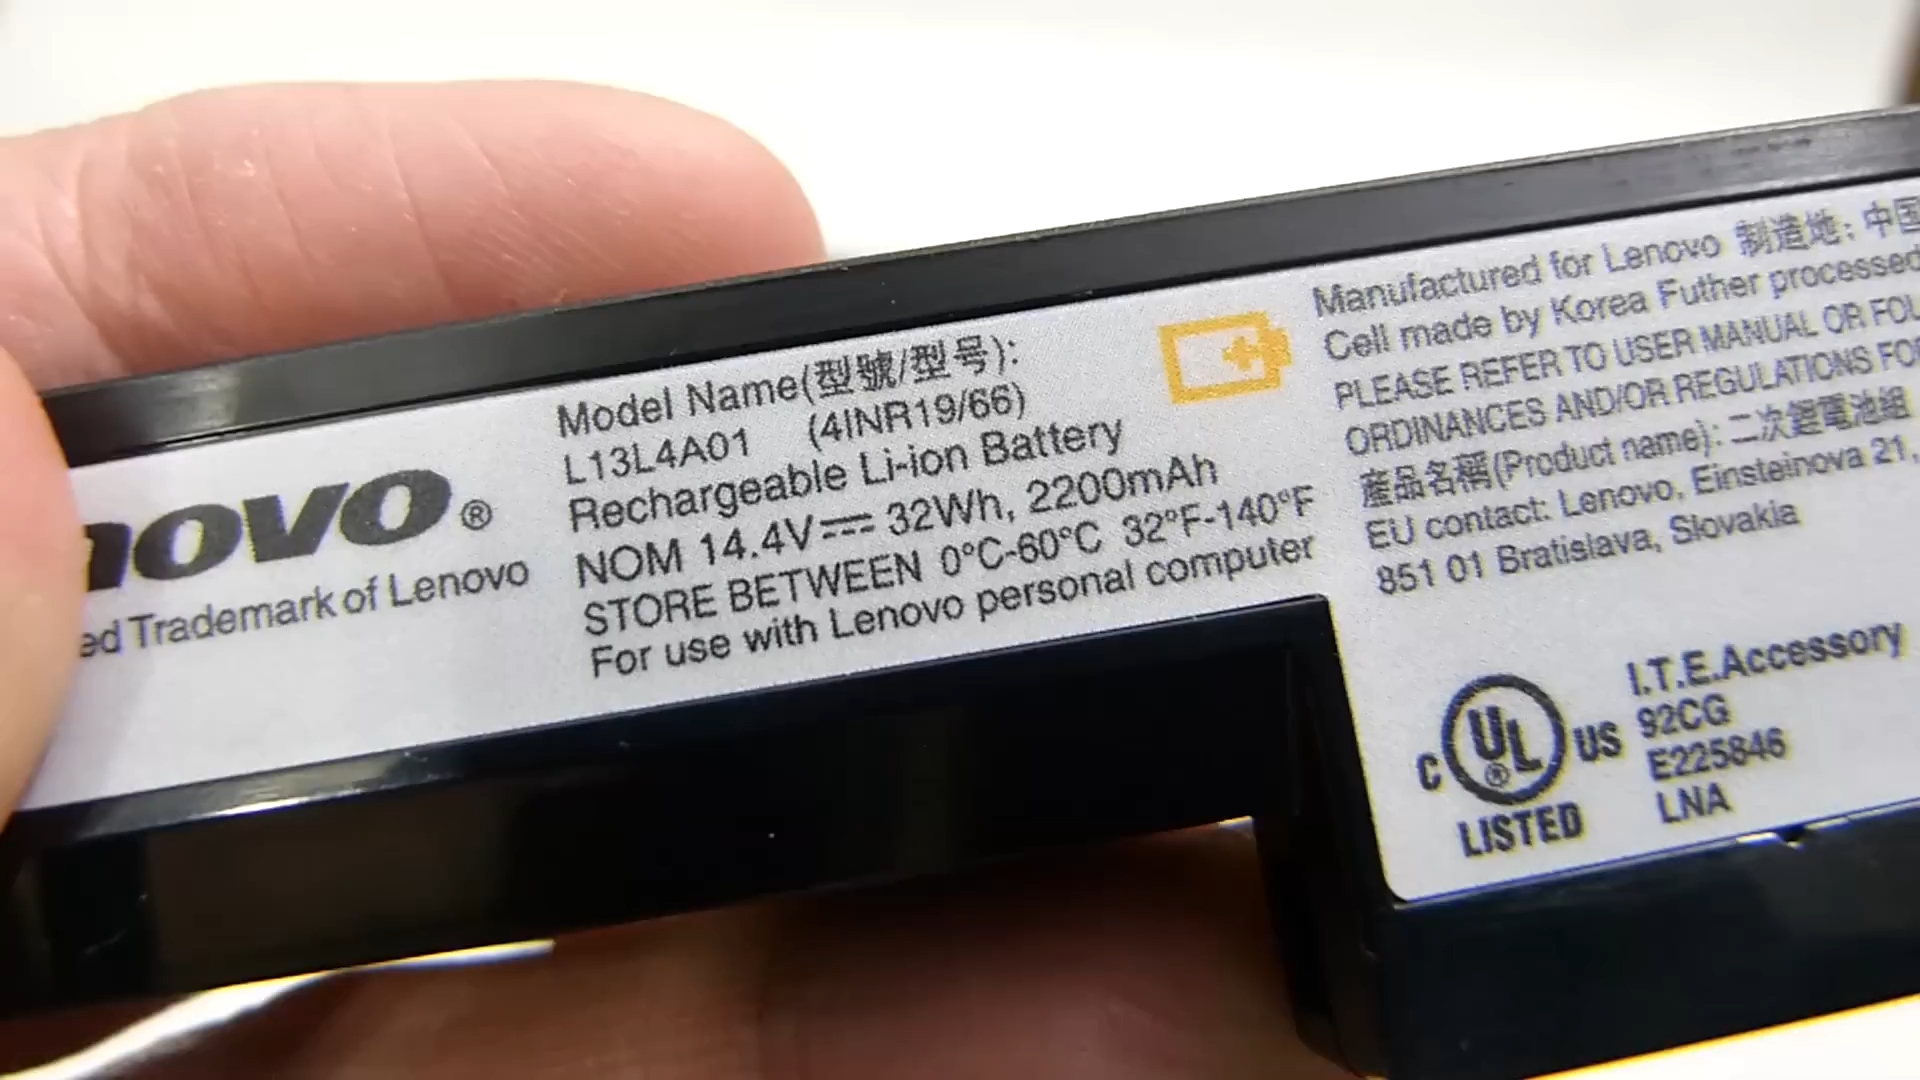 novo®
ed Trademark of Lenovo
Model Name(型號/型号):
L13L4A01 (4INR19/66)
Rechargeable Li-ion Battery
NOM 14.4V⎓ 32Wh, 2200mAh
STORE BETWEEN 0°C-60°C 32°F-140°F
For use with Lenovo personal computer
Manufactured for Lenovo 制造地: 中国
Cell made by Korea Futher processed
PLEASE REFER TO USER MANUAL OR FOL
ORDINANCES AND/OR REGULATIONS FO
產品名稱(Product name): 二次鋰電池組
EU contact: Lenovo, Einsteinova 21,
851 01 Bratislava, Slovakia
C UL® US
LISTED
I.T.E.Accessory
92CG
E225846
LNA